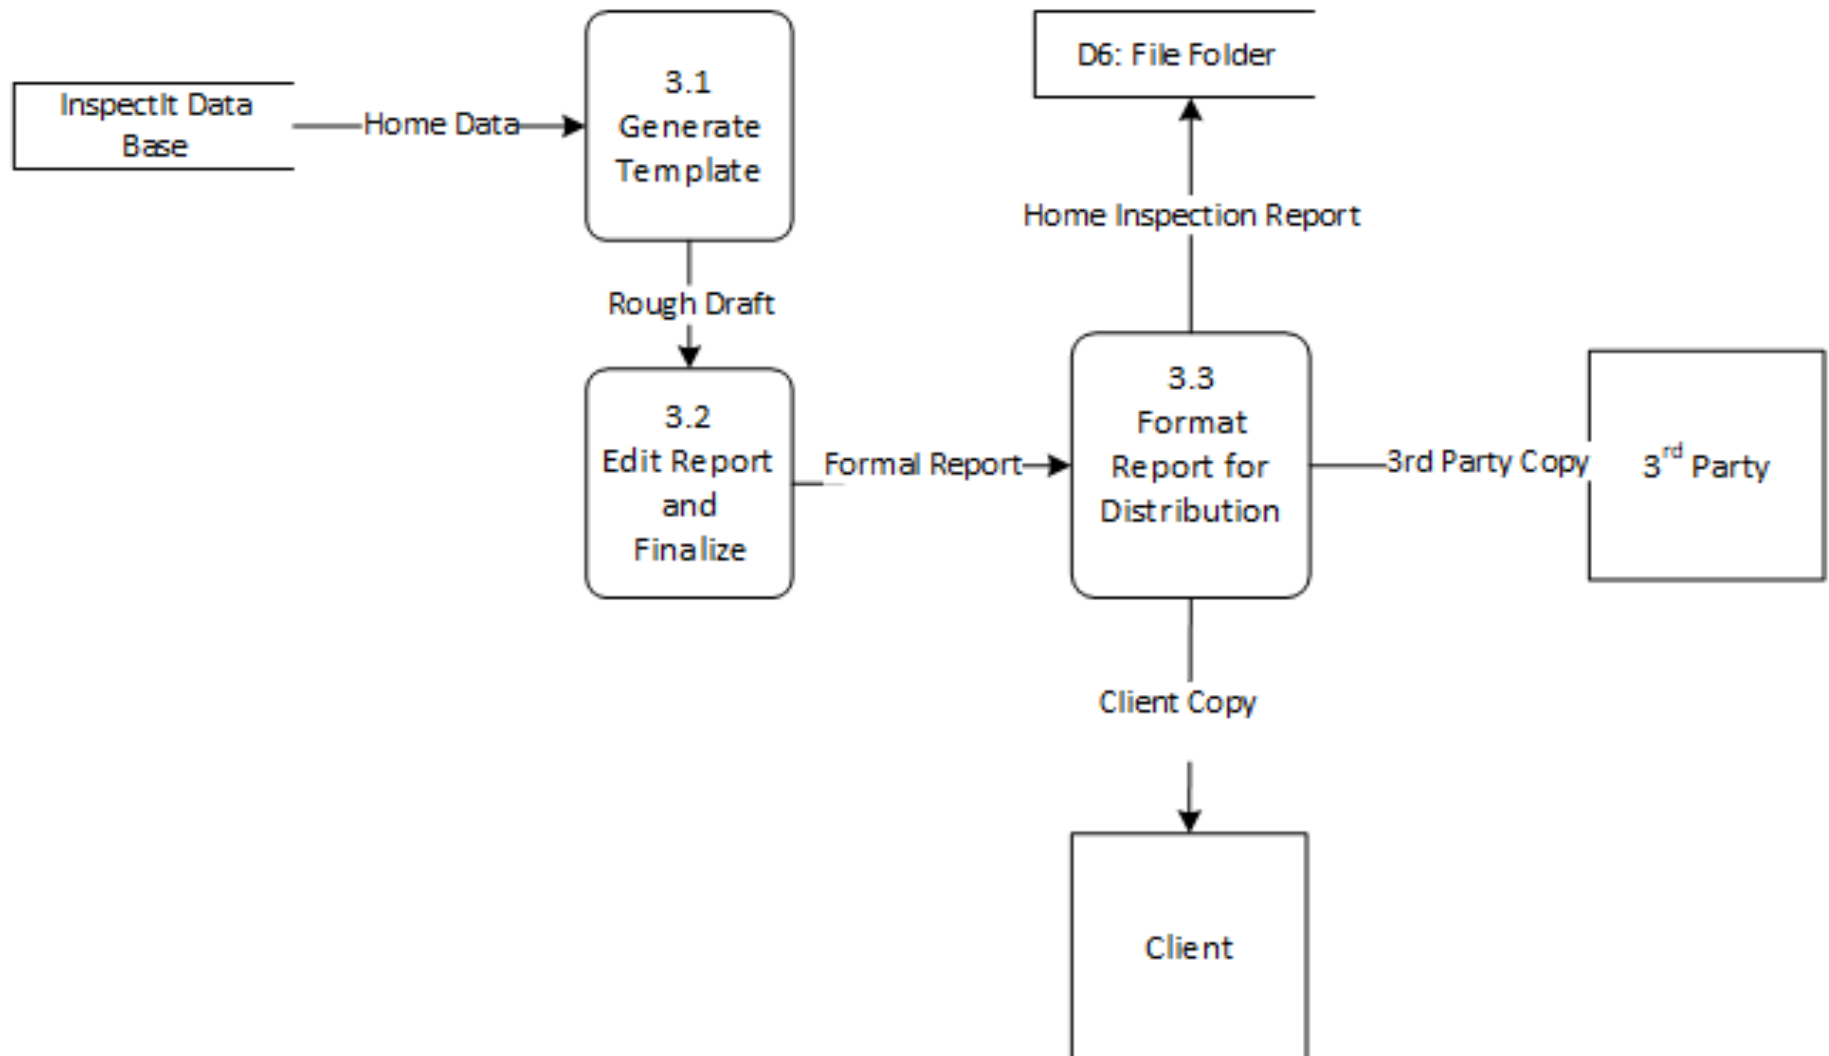 InspectIt Data
Base
Home Data
3.1
Generate
Template
D6: File Folder
Home Inspection Report
Rough Draft
3.2
Edit Report
and
Finalize
Formal Report
3.3
Format
Report for
Distribution
3rd Party Copy
3rd Party
Client Copy
Client